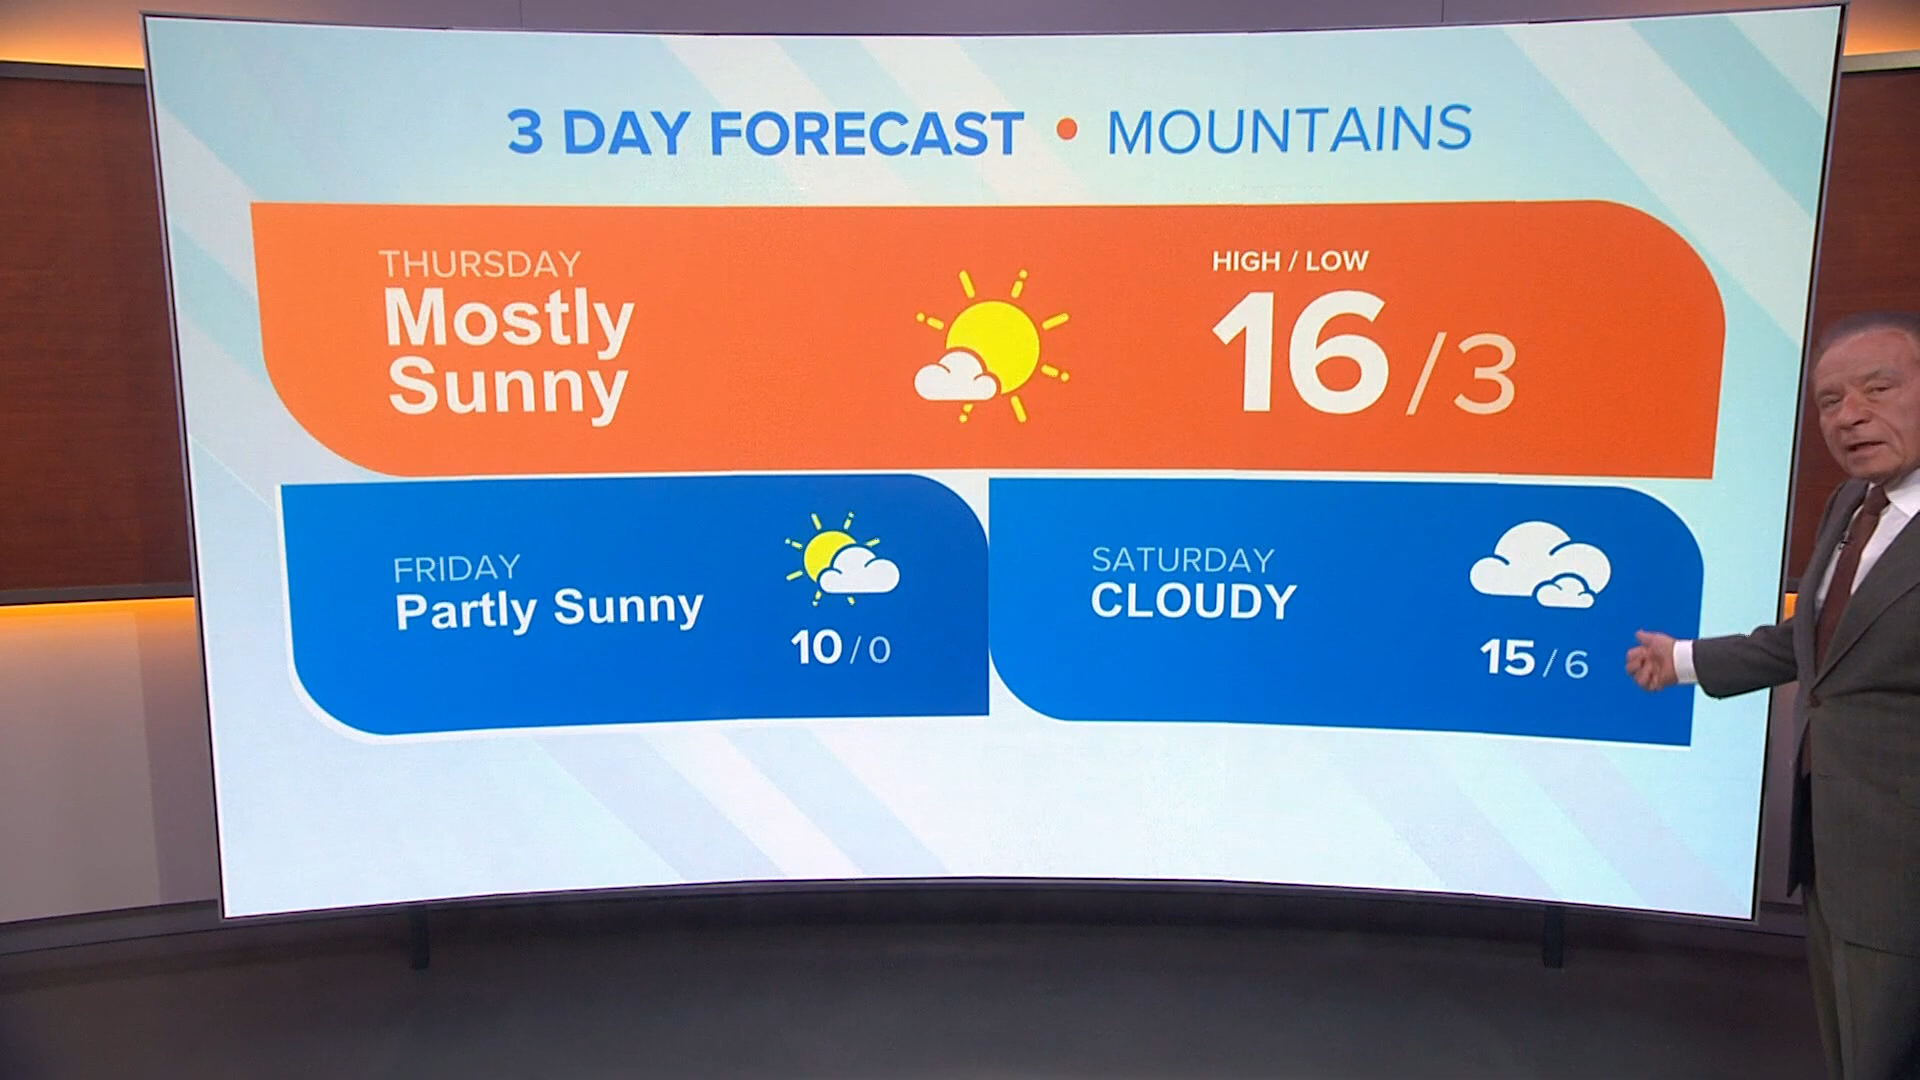 3 DAY FORECAST • MOUNTAINS
THURSDAY
Mostly
Sunny
HIGH / LOW
16/3
FRIDAY
Partly Sunny
10/0
SATURDAY
CLOUDY
15/6